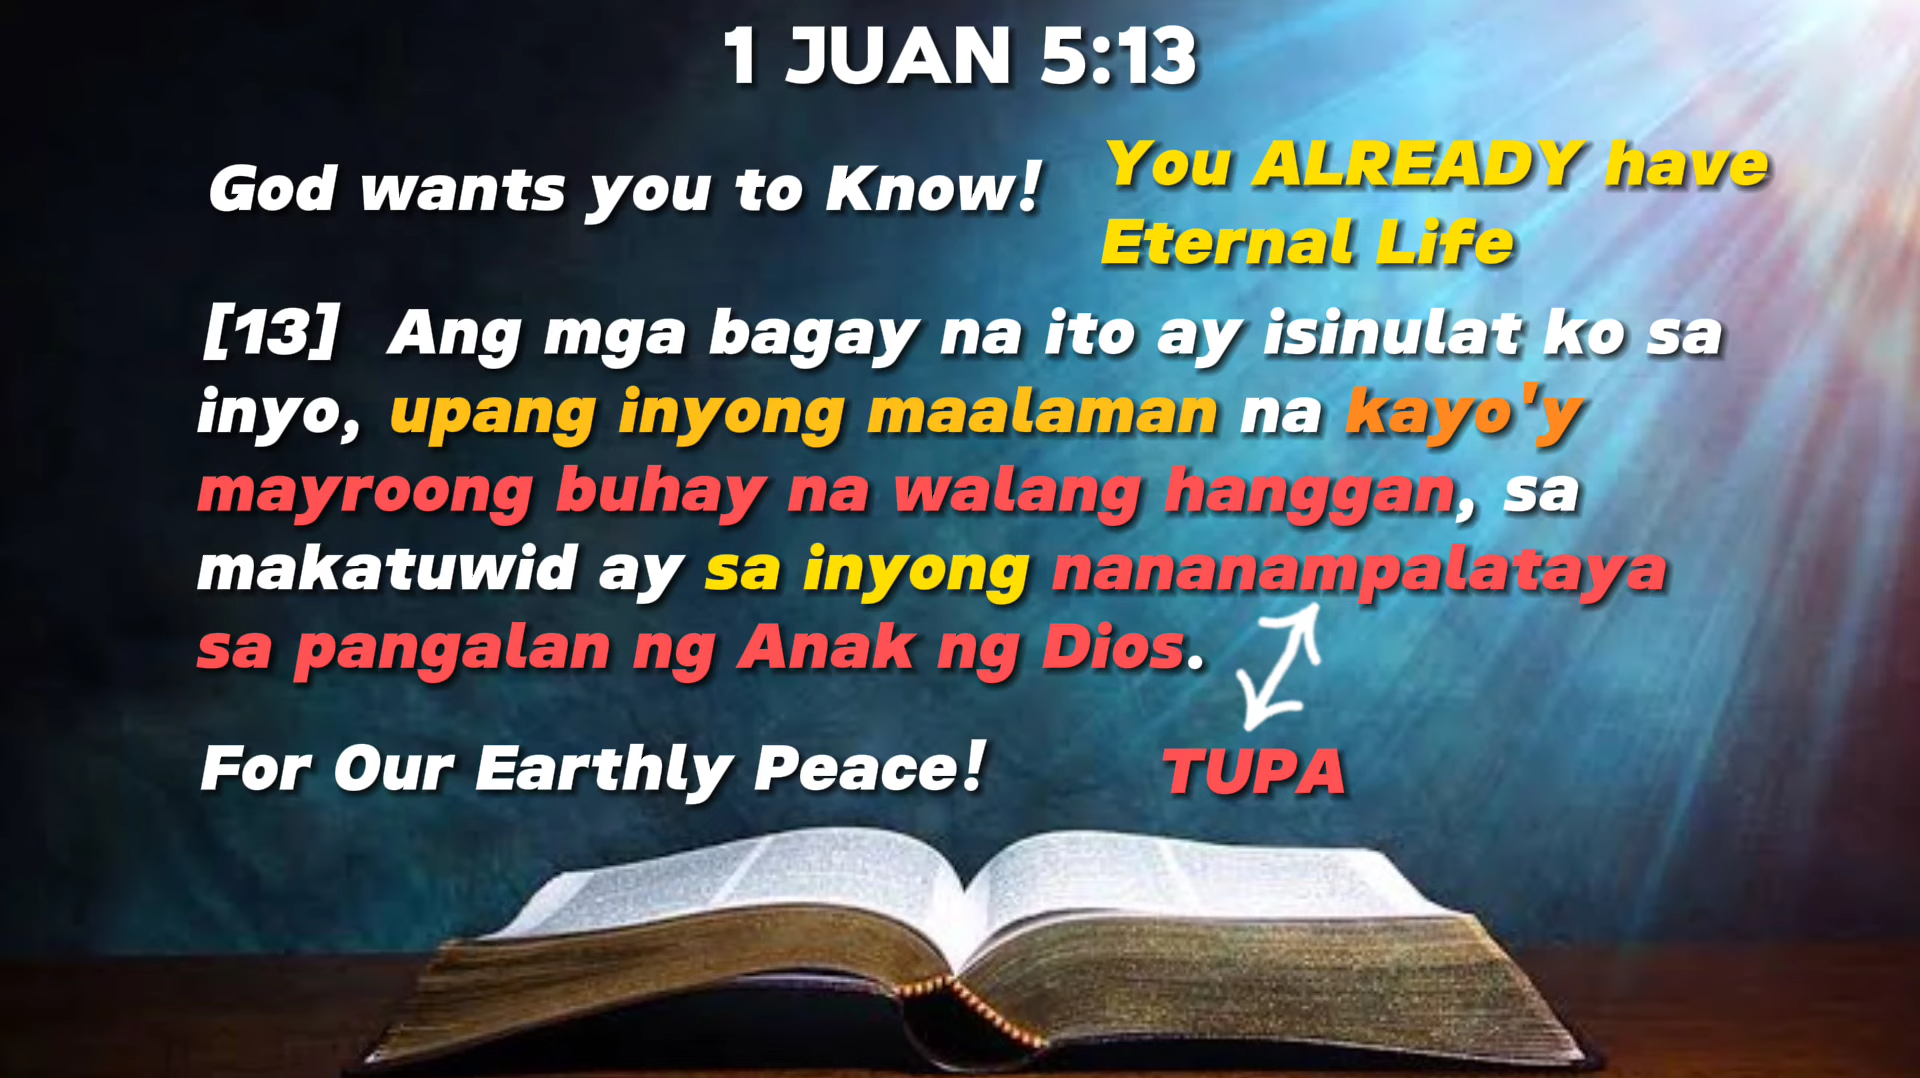 1 JUAN 5:13
God wants you to Know!
You ALREADY have
Eternal Life
[13] Ang mga bagay na ito ay isinulat ko sa
inyo, upang inyong maalaman na kayo'y
mayroong buhay na walang hanggan, sa
makatuwid ay sa inyong nananampalataya
sa pangalan ng Anak ng Dios.
For Our Earthly Peace!
TUPA